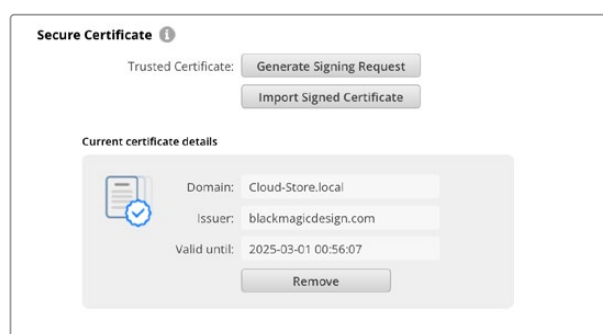 Secure Certificate
Trusted Certificate: Generate Signing Request
Import Signed Certificate
Current certificate details
Domain: Cloud-Store.local
Issuer: blackmagicdesign.com
Valid until: 2025-03-01 00:56:07
Remove